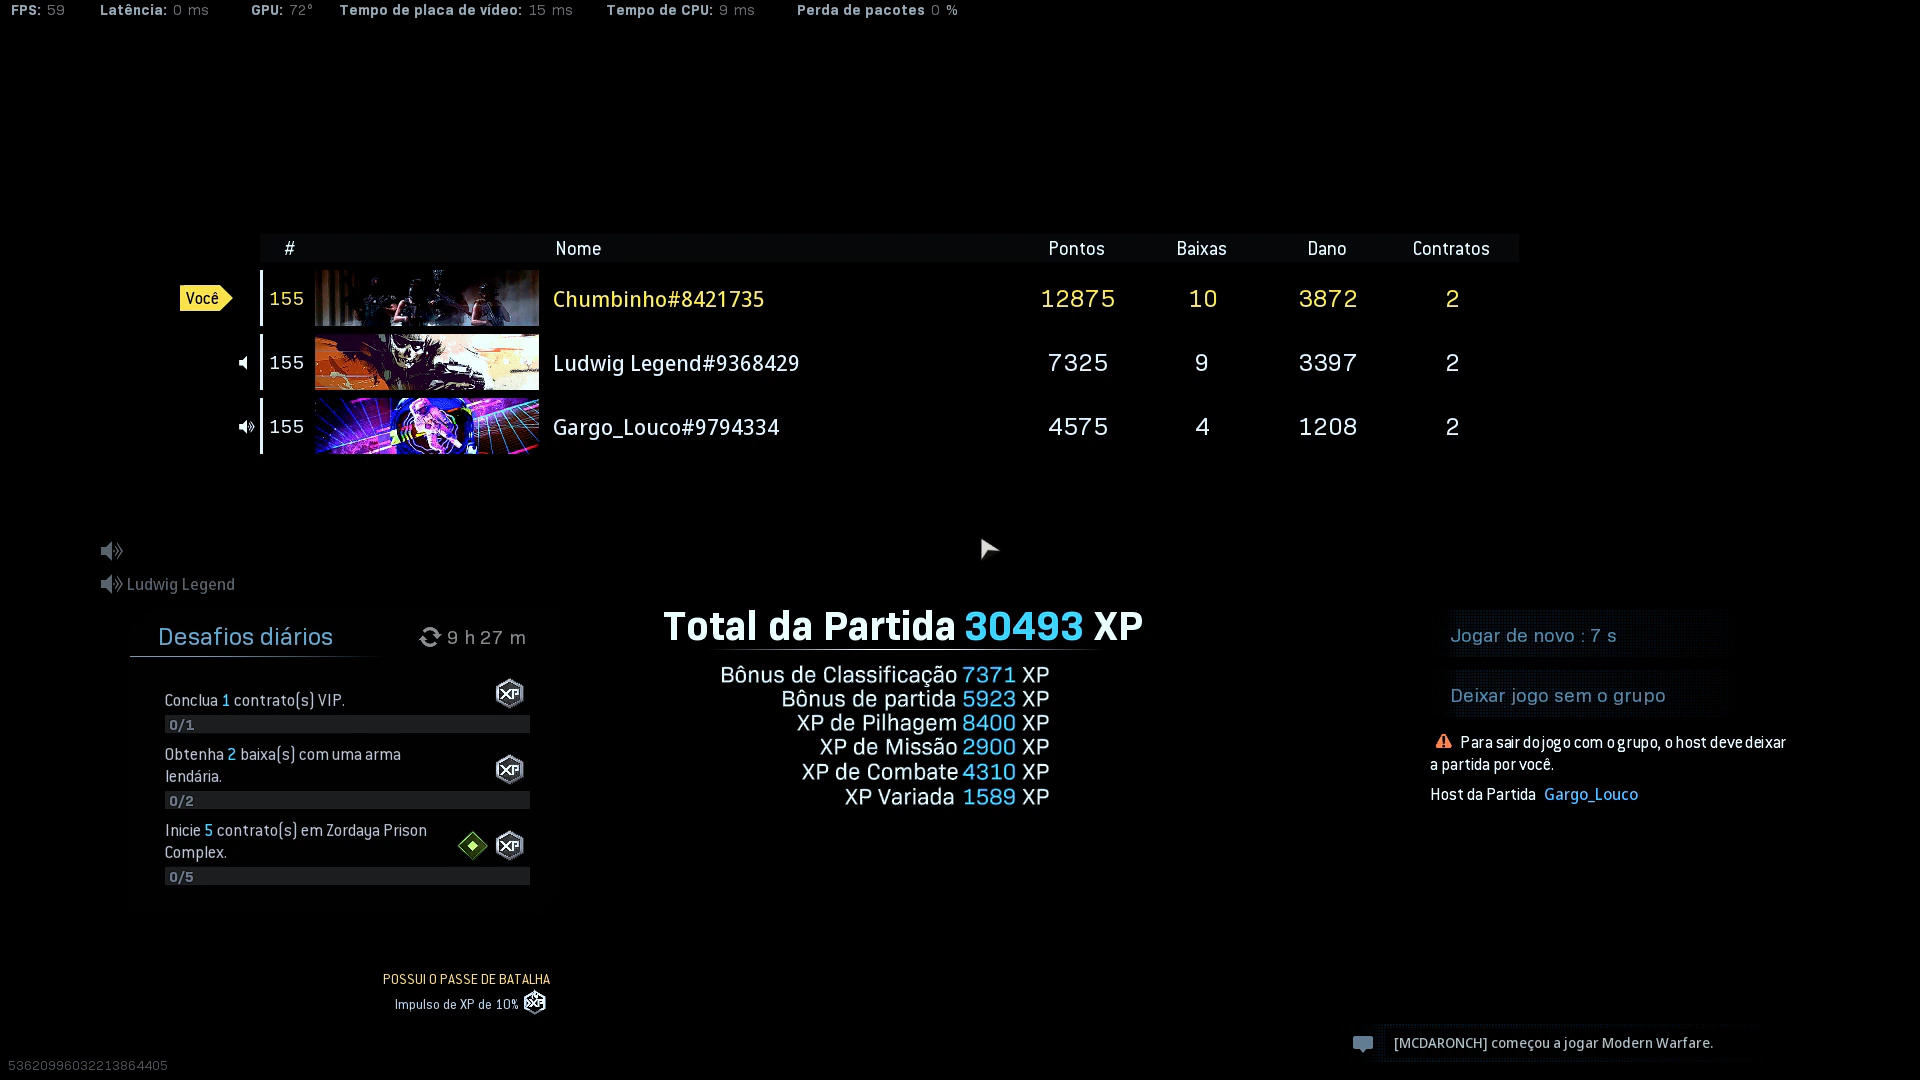 FPS: 59 Latência: 0 ms GPU: 72° Tempo de placa de vídeo: 15 ms Tempo de CPU: 9 ms Perda de pacotes 0 %
# Nome Pontos Baixas Dano Contratos
Você 155 Chumbinho#8421735 12875 10 3872 2
155 Ludwig Legend#9368429 7325 9 3397 2
155 Gargo_Louco#9794334 4575 4 1208 2
Ludwig Legend
Desafios diários 9 h 27 m
Conclua 1 contrato(s) VIP.
0/1
Obtenha 2 baixa(s) com uma arma
lendária.
0/2
Inicie 5 contrato(s) em Zordaya Prison
Complex.
0/5
XP
XP
XP
POSSUI O PASSE DE BATALHA
Impulso de XP de 10% XP
Total da Partida 30493 XP
Bônus de Classificação 7371 XP
Bônus de partida 5923 XP
XP de Pilhagem 8400 XP
XP de Missão 2900 XP
XP de Combate 4310 XP
XP Variada 1589 XP
Jogar de novo : 7 s
Deixar jogo sem o grupo
Para sair do jogo com o grupo, o host deve deixar
a partida por você.
Host da Partida Gargo_Louco
[MCDARONCH] começou a jogar Modern Warfare.
53620996032213864405